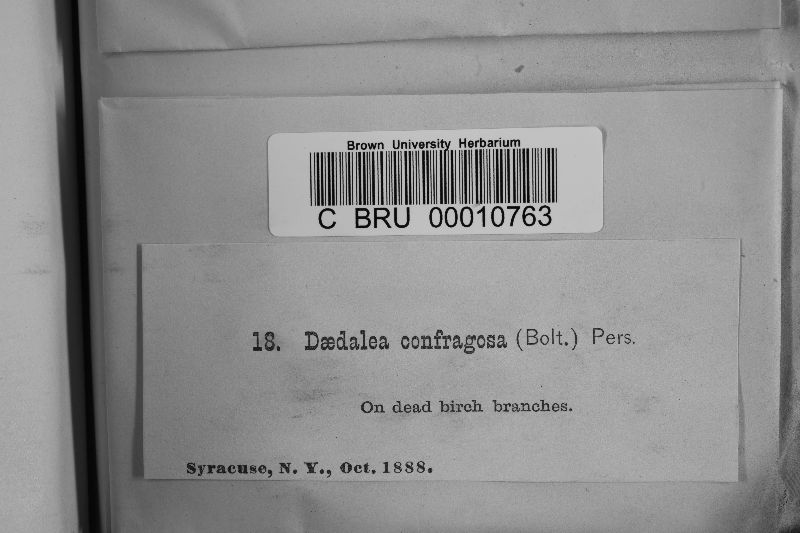 Brown University Herbarium
C BRU 00010763
18. Dædalea confragosa (Bolt.) Pers.
On dead birch branches.
Syracuse, N. Y., Oct. 1888.